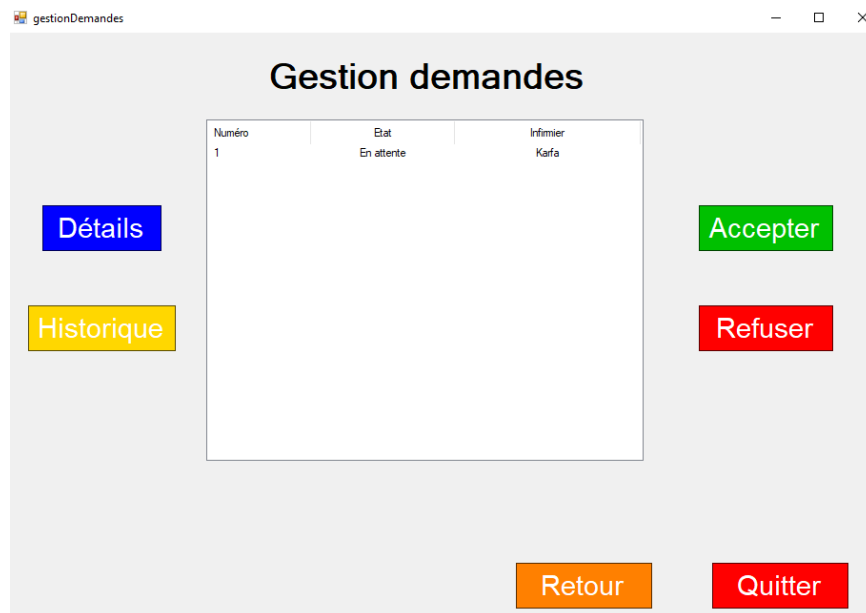 gestionDemandes
Gestion demandes
Numéro Etat Infirmier
1 En attente Karfa
Détails
Accepter
Historique
Refuser
Retour
Quitter